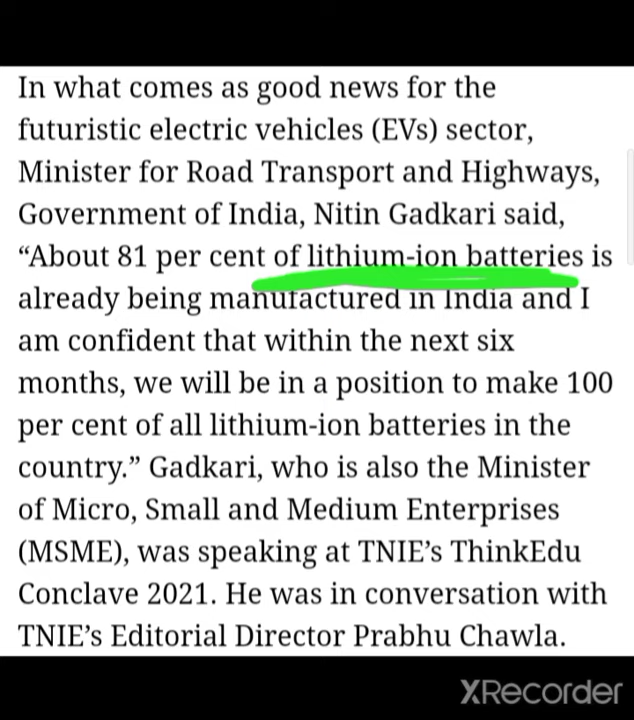 In what comes as good news for the
futuristic electric vehicles (EVs) sector,
Minister for Road Transport and Highways,
Government of India, Nitin Gadkari said,
“About 81 per cent of lithium-ion batteries is
already being manufactured in India and I
am confident that within the next six
months, we will be in a position to make 100
per cent of all lithium-ion batteries in the
country.” Gadkari, who is also the Minister
of Micro, Small and Medium Enterprises
(MSME), was speaking at TNIE’s ThinkEdu
Conclave 2021. He was in conversation with
TNIE’s Editorial Director Prabhu Chawla.
XRecorder